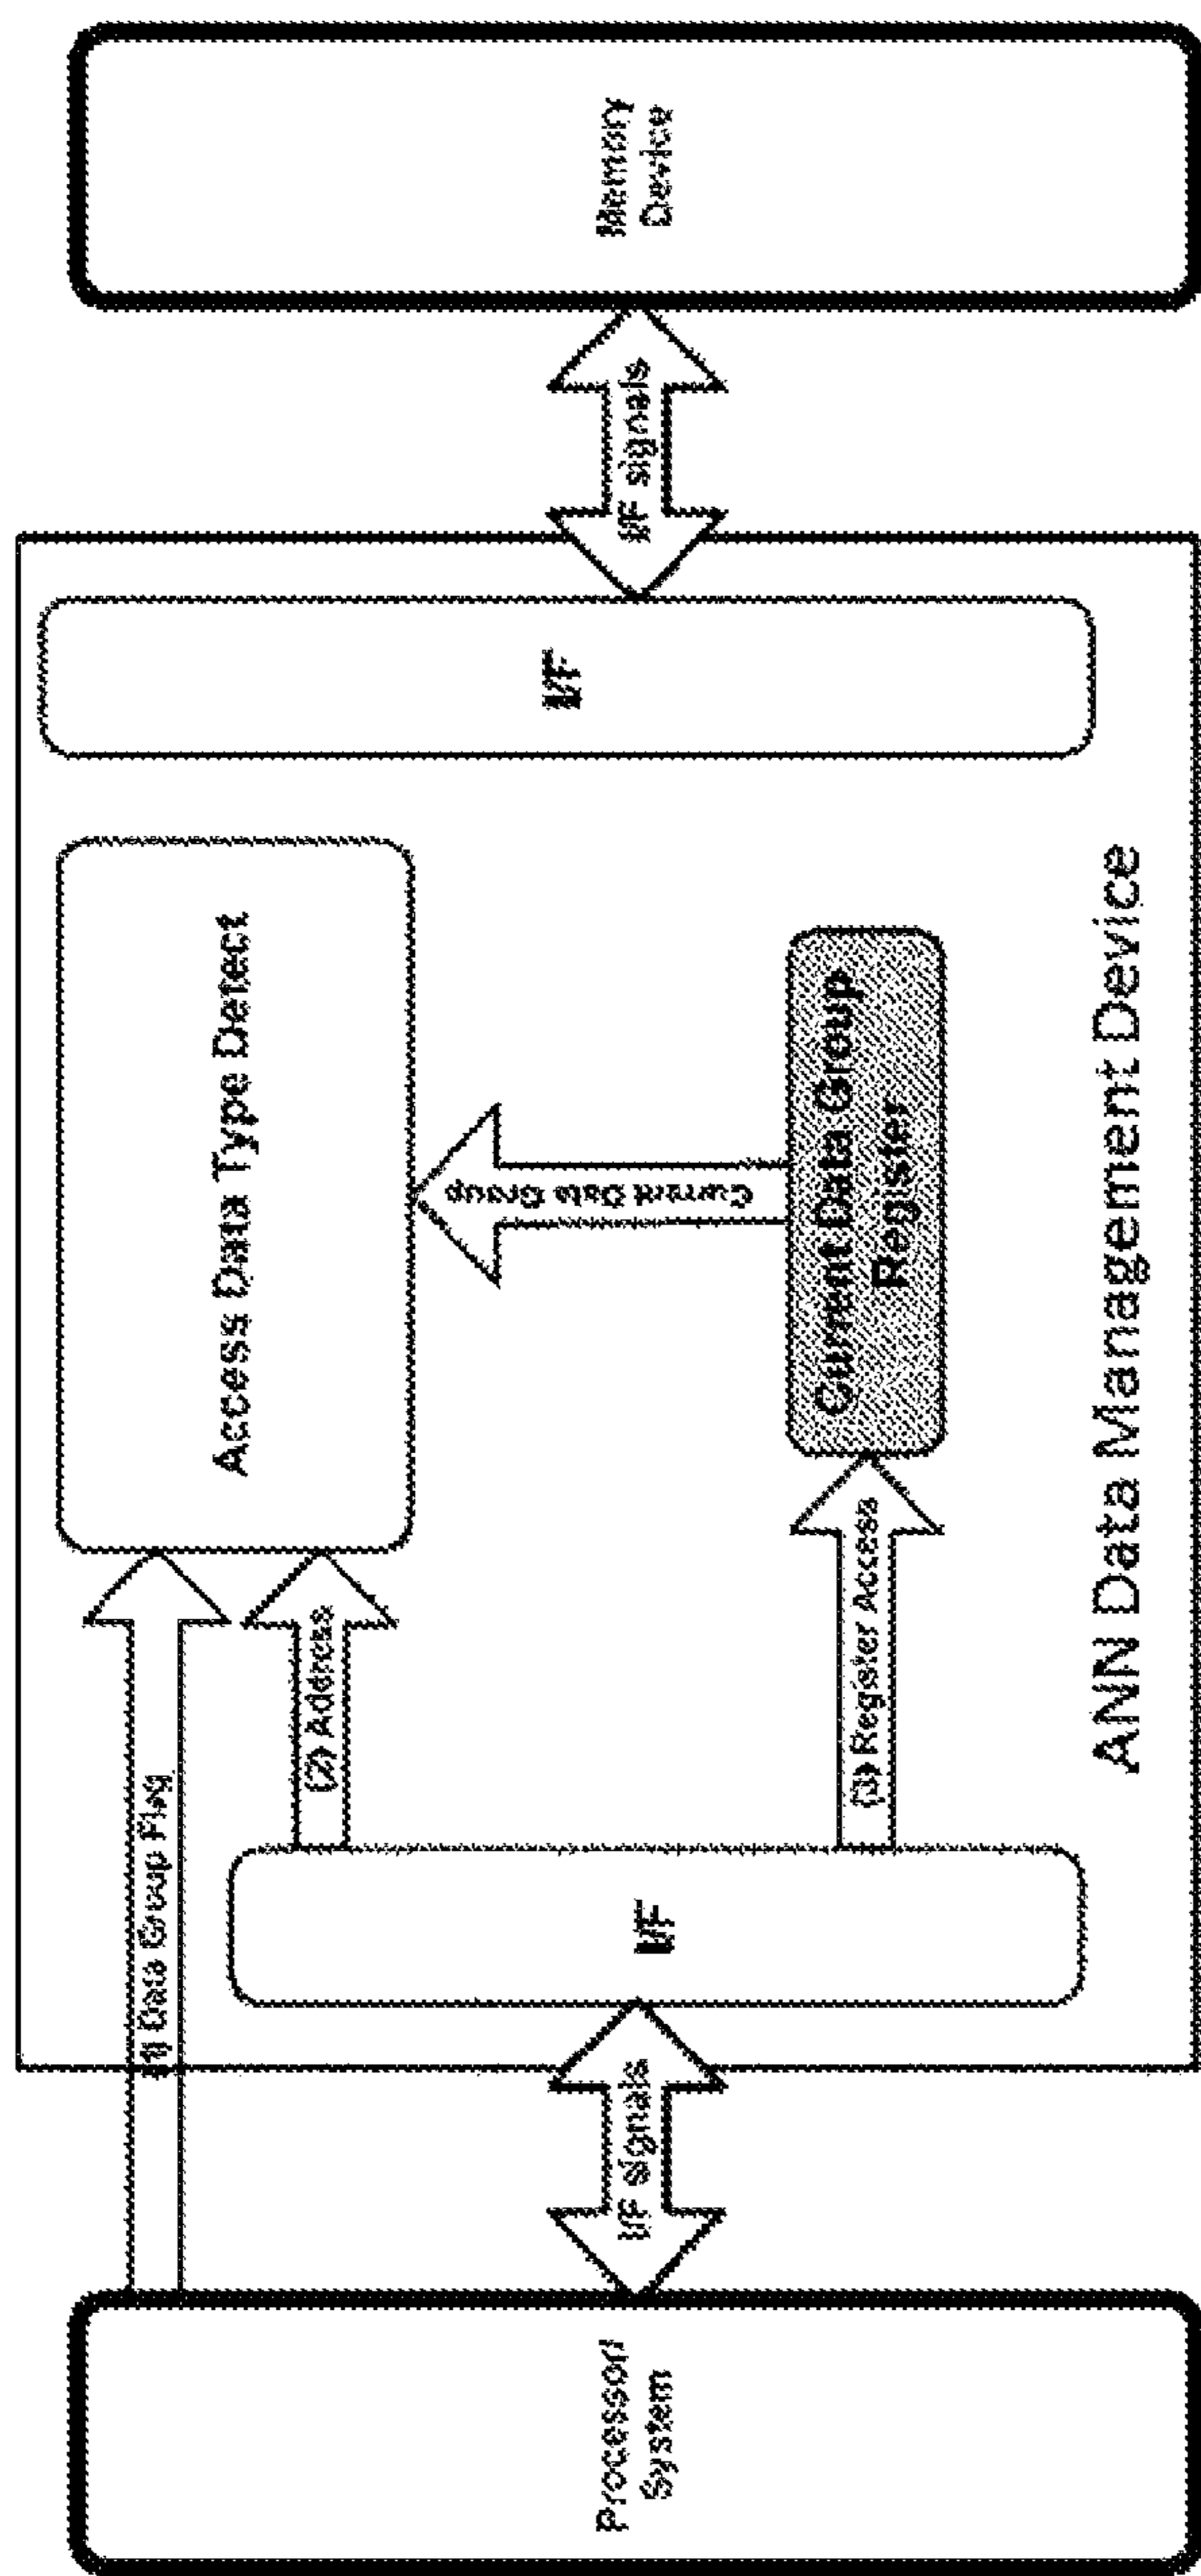 Processor
System
I/F signals
(1) Data Group Flag
I/F
(2) Address
(3) Register Access
Access Data Type Detect
Current Data Group
Current Data Group
Register
I/F
ANN Data Management Device
I/F signals
Memory
Device